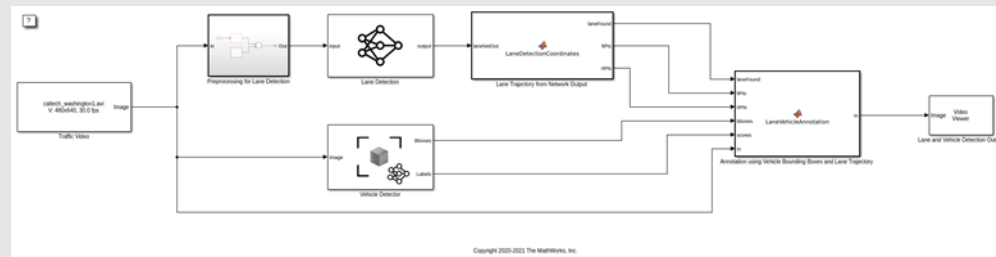 ?
In
Out
Preprocessing for Lane Detection
input
output
Lane Detection
laneNetOut
LaneDetectionCoordinates
laneFound
ltPts
rtPts
Lane Trajectory from Network Output
caltech_washington1.avi
V: 480x640, 30.0 fps
Image
Traffic Video
Image
Bboxes
Labels
Vehicle Detector
laneFound
ltPts
rtPts
bboxes
scores
In
LaneVehicleAnnotation
in
Annotation using Vehicle Bounding Boxes and Lane Trajectory
Image
Video
Viewer
Lane and Vehicle Detection Out
Copyright 2020-2021 The MathWorks, Inc.